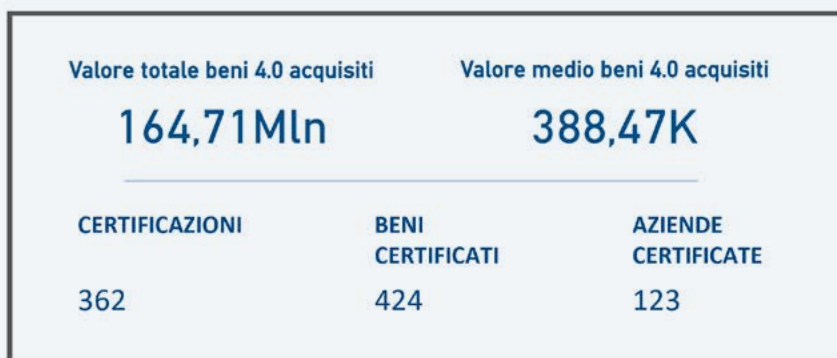 Valore totale beni 4.0 acquisiti
Valore medio beni 4.0 acquisiti
164,71Mln
388,47K
CERTIFICAZIONI
BENI
CERTIFICATI
AZIENDE
CERTIFICATE
362
424
123